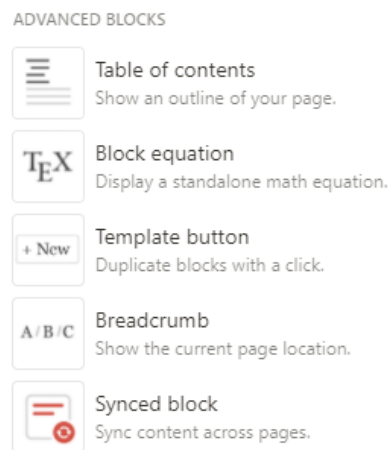 ADVANCED BLOCKS
Table of contents
Show an outline of your page.
TEX
Block equation
Display a standalone math equation.
+ New
Template button
Duplicate blocks with a click.
A/B/C
Breadcrumb
Show the current page location.
Synced block
Sync content across pages.